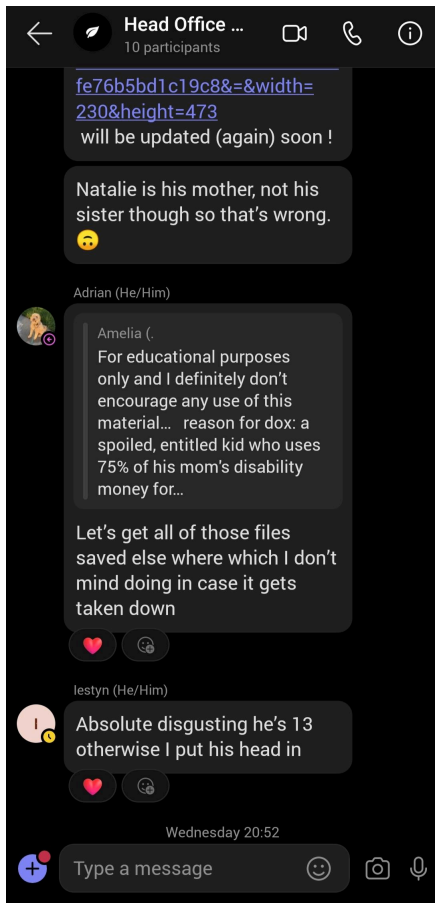 Head Office ...
10 participants
fe76b5bd1c19c8&=&width=
230&height=473
will be updated (again) soon !
Natalie is his mother, not his
sister though so that's wrong.
🙃
Adrian (He/Him)
Amelia (.
For educational purposes
only and I definitely don't
encourage any use of this
material... reason for dox: a
spoiled, entitled kid who uses
75% of his mom's disability
money for...
Let's get all of those files
saved else where which I don't
mind doing in case it gets
taken down
Iestyn (He/Him)
I
Absolute disgusting he's 13
otherwise I put his head in
Wednesday 20:52
Type a message